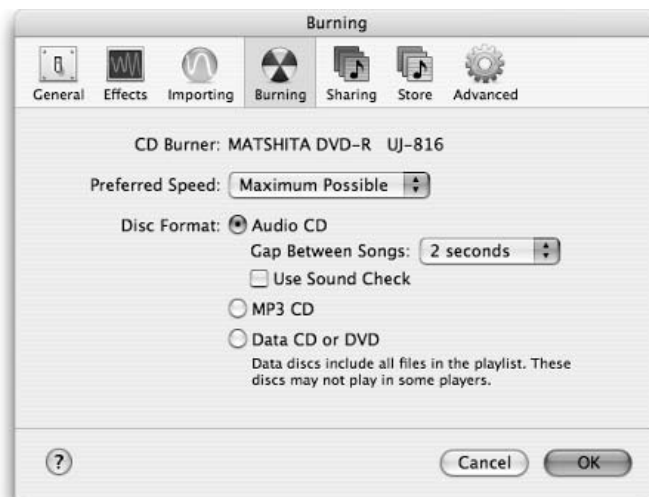 Burning
General Effects Importing Burning Sharing Store Advanced
CD Burner: MATSHITA DVD-R UJ-816
Preferred Speed: Maximum Possible
Disc Format: Audio CD
Gap Between Songs: 2 seconds
Use Sound Check
MP3 CD
Data CD or DVD
Data discs include all files in the playlist. These
discs may not play in some players.
? Cancel OK